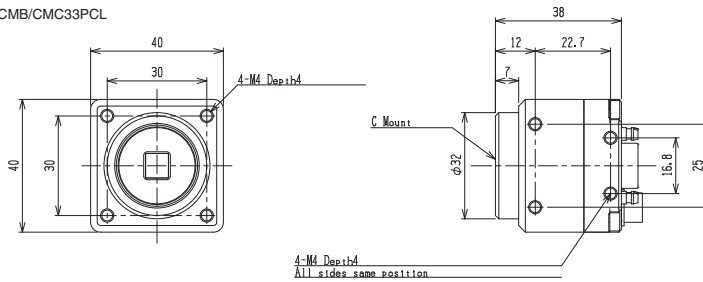 CMB/CMC33PCL
40
30
4-M4 Depth4
40
30
38
12
22.7
7
C Mount
φ32
16.8
25
4-M4 Depth4
All sides same position